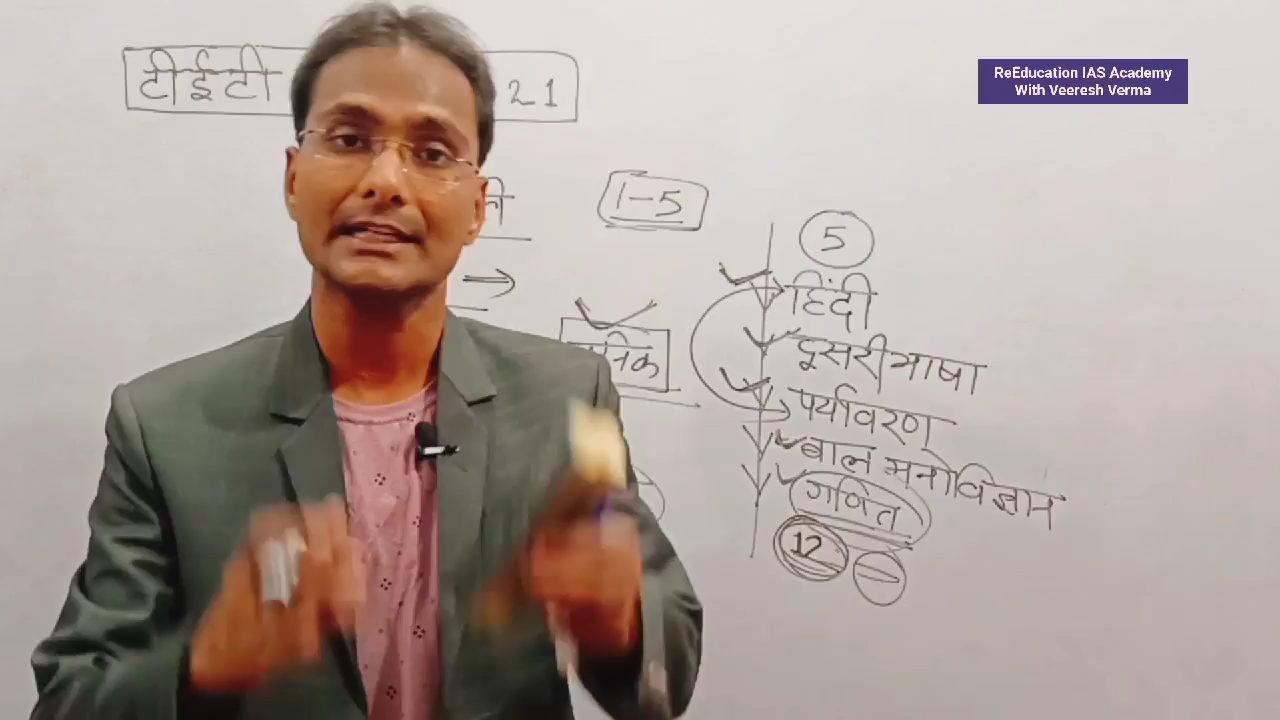 ReEducation IAS Academy
With Veeresh Verma
टीईटी 21
1-5
5
हिंदी
दूसरी भाषा
पर्यावरण
बाल मनोविज्ञान
गणित
12